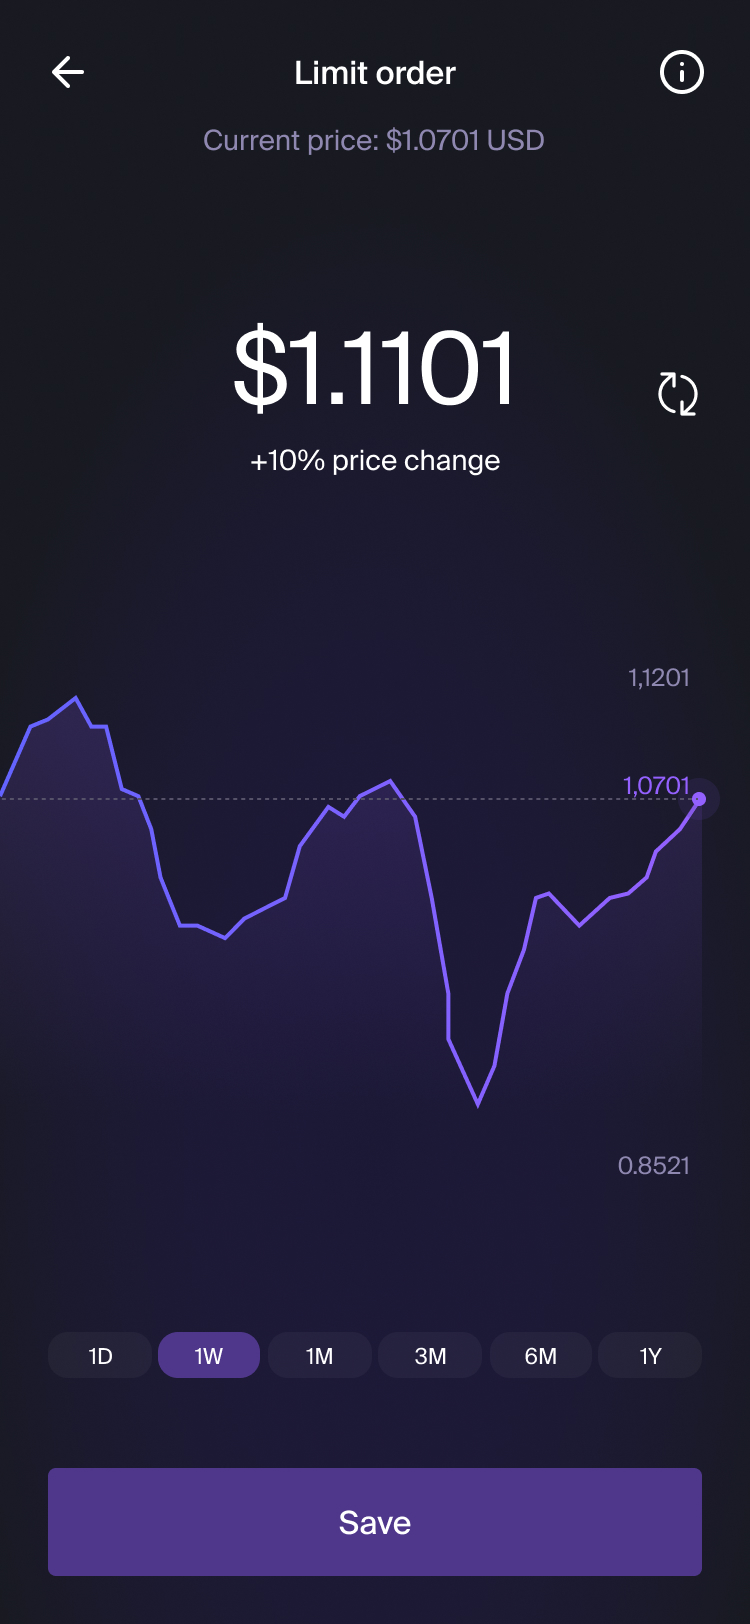 Limit order
Current price: $1.0701 USD
$1.1101
+10% price change
1,1201
1,0701
0.8521
1D 1W 1M 3M 6M 1Y
Save